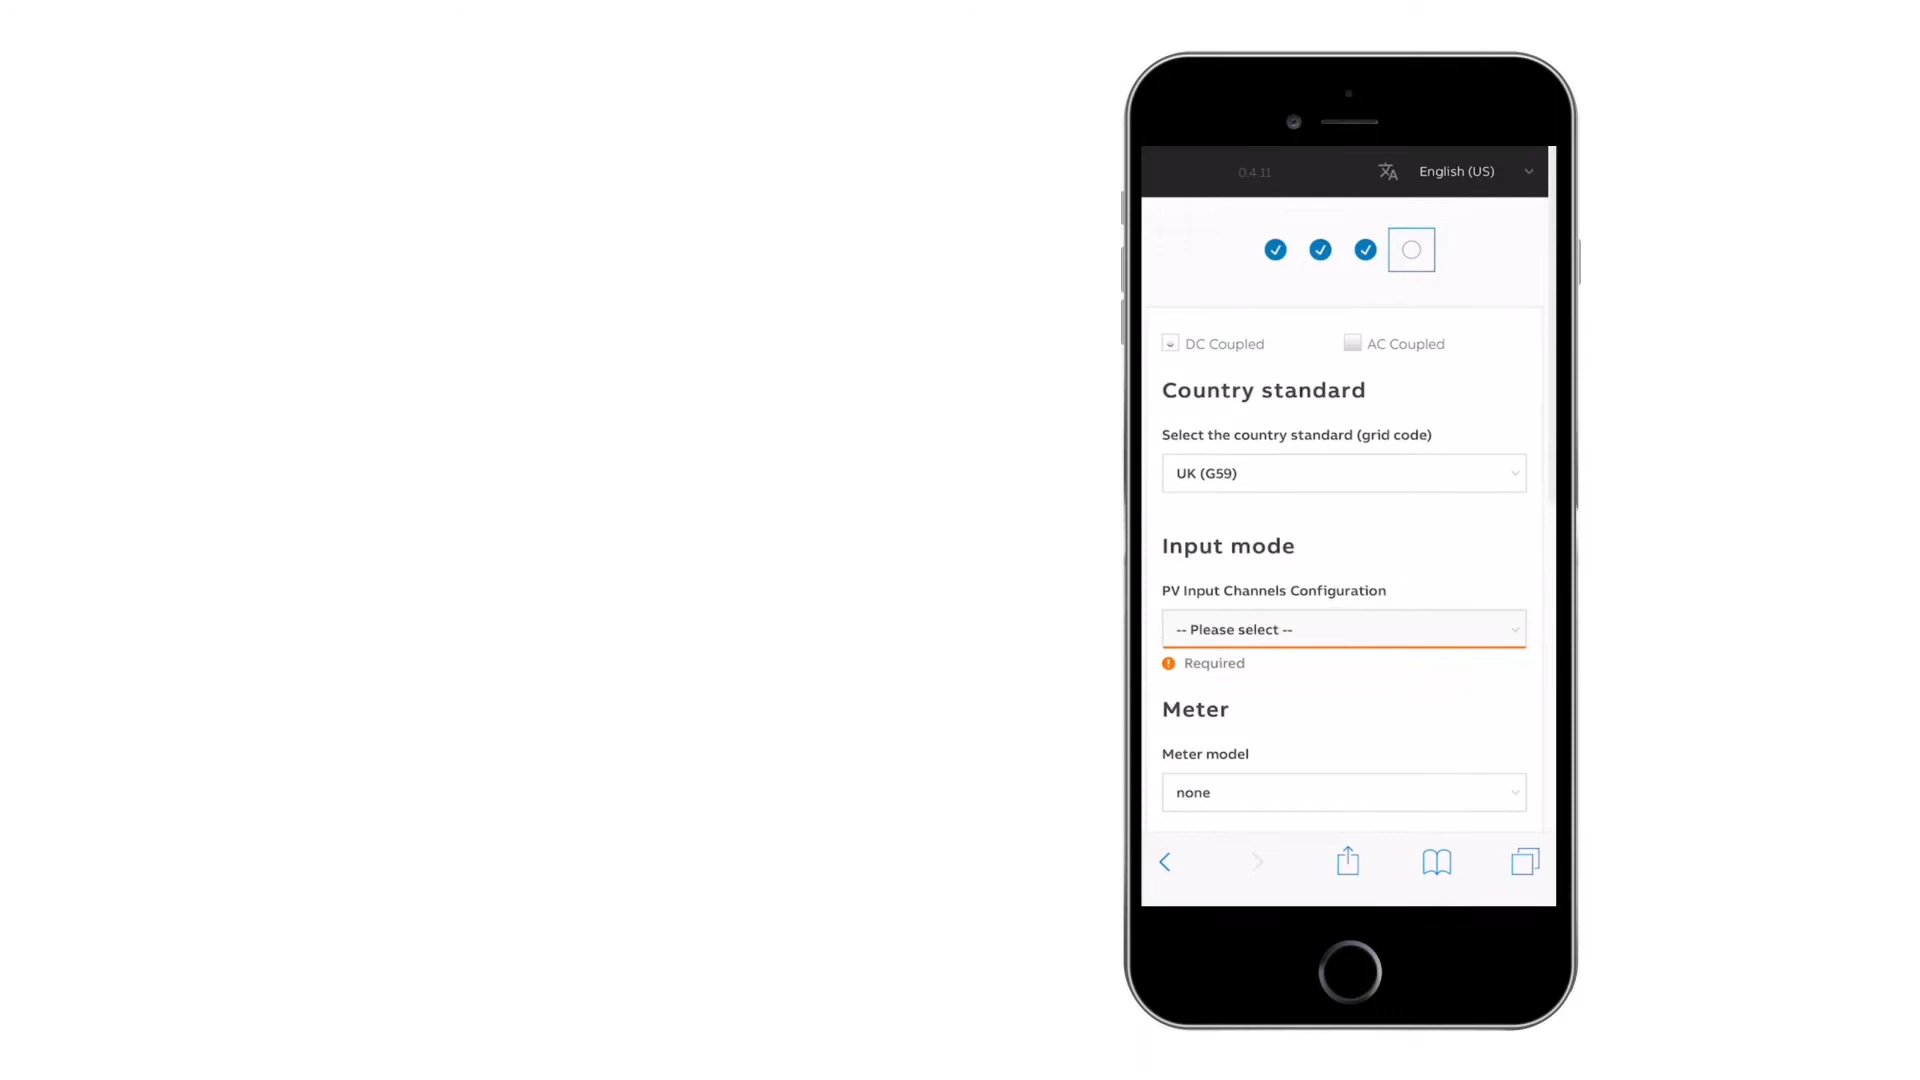 0.4.11 English (US)
DC Coupled AC Coupled
Country standard
Select the country standard (grid code)
UK (G59)
Input mode
PV Input Channels Configuration
-- Please select --
Required
Meter
Meter model
none